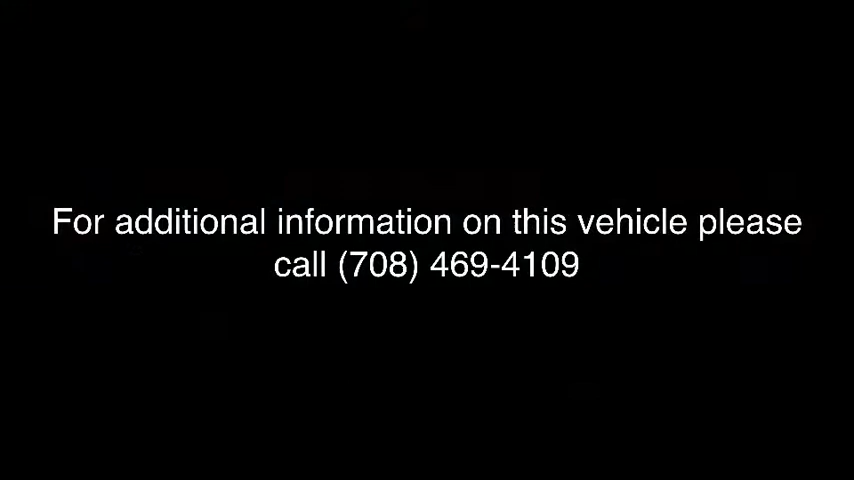 For additional information on this vehicle please
call (708) 469-4109